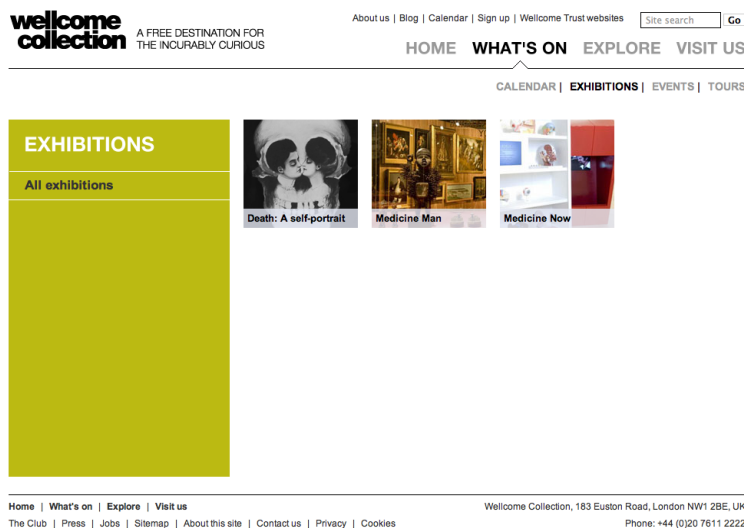 wellcome
collection
A FREE DESTINATION FOR
THE INCURABLY CURIOUS
About us | Blog | Calendar | Sign up | Wellcome Trust websites
Site search
Go
HOME WHAT'S ON EXPLORE VISIT US
CALENDAR | EXHIBITIONS | EVENTS | TOURS
EXHIBITIONS
All exhibitions
Death: A self-portrait
Medicine Man
Medicine Now
Home | What's on | Explore | Visit us
Wellcome Collection, 183 Euston Road, London NW1 2BE, UK
The Club | Press | Jobs | Sitemap | About this site | Contact us | Privacy | Cookies
Phone: +44 (0)20 7611 2222